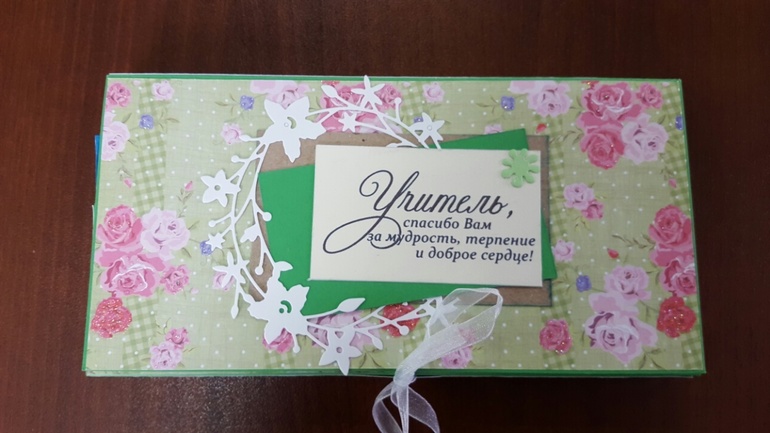 Учитель,
спасибо Вам
за мудрость, терпение
и доброе сердце!